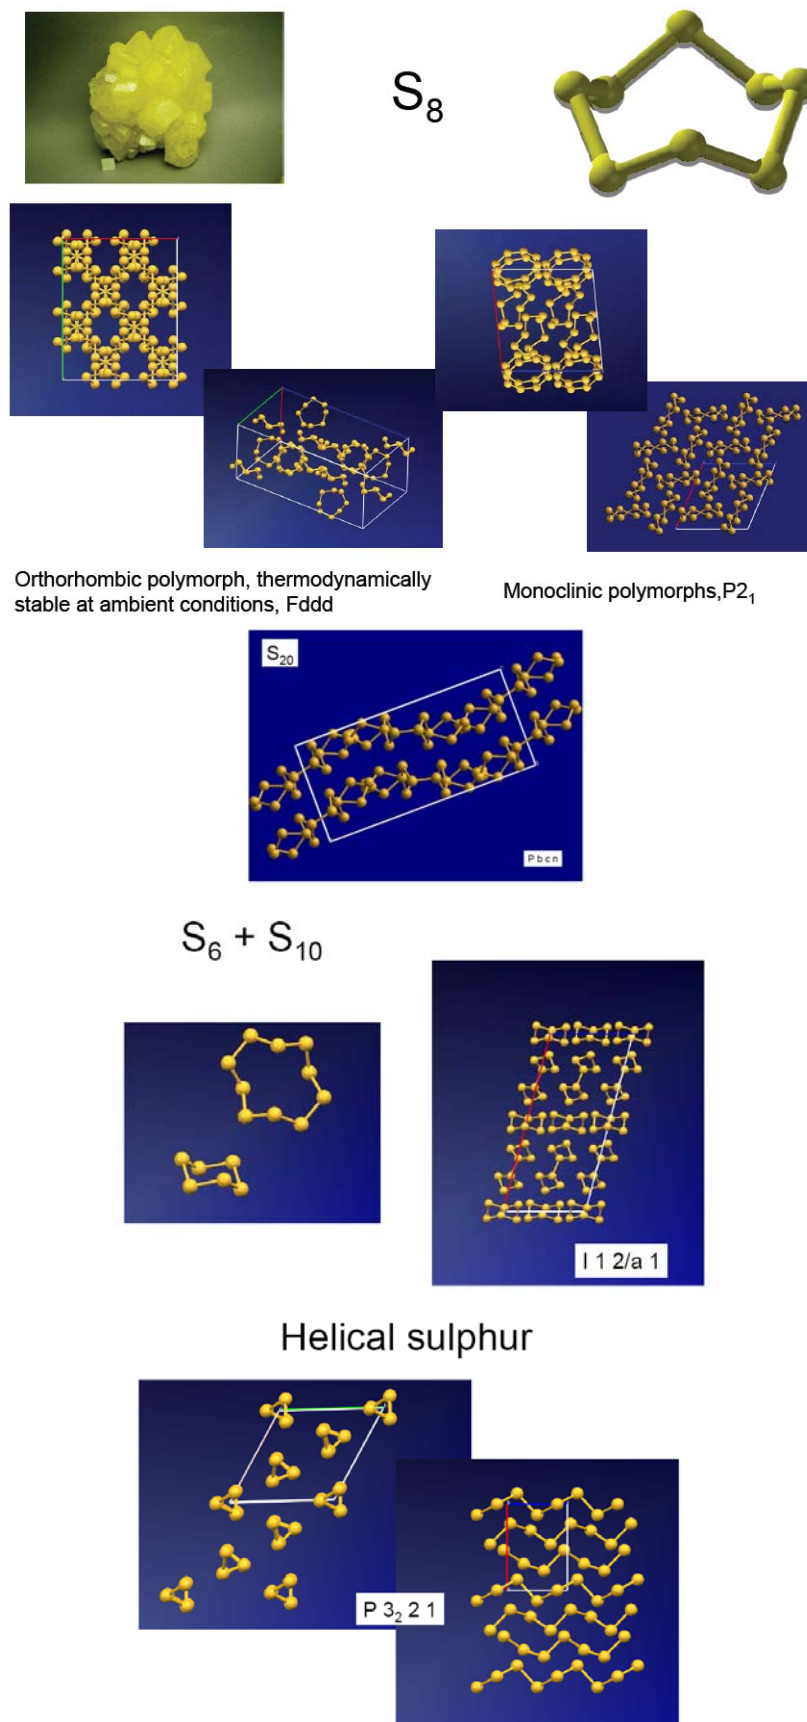 S₈
Orthorhombic polymorph, thermodynamically
stable at ambient conditions, Fddd
Monoclinic polymorphs,P2₁
S₂₀
P b c n
S₆ + S₁₀
I 1 2/a 1
Helical sulphur
P 3₂ 2 1